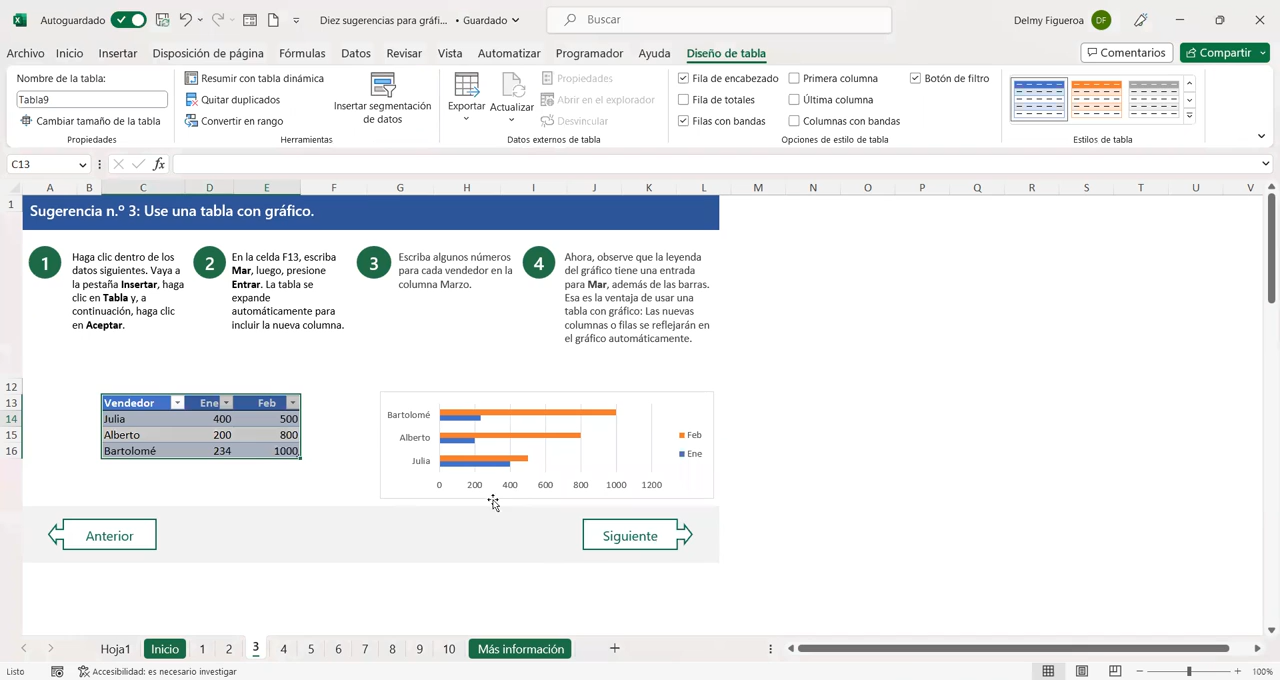 Autoguardado
Diez sugerencias para gráfi... • Guardado
Buscar
Delmy Figueroa
DF
Archivo Inicio Insertar Disposición de página Fórmulas Datos Revisar Vista Automatizar Programador Ayuda Diseño de tabla
Comentarios
Compartir
Nombre de la tabla:
Tabla9
Cambiar tamaño de la tabla
Propiedades
Resumir con tabla dinámica
Quitar duplicados
Convertir en rango
Insertar segmentación
de datos
Herramientas
Exportar
Actualizar
Propiedades
Abrir en el explorador
Desvincular
Datos externos de tabla
Fila de encabezado
Fila de totales
Filas con bandas
Primera columna
Última columna
Columnas con bandas
Botón de filtro
Opciones de estilo de tabla
Estilos de tabla
C13
fx
A B C D E F G H I J K L M N O P Q R S T U V
1
Sugerencia n.º 3: Use una tabla con gráfico.
1
Haga clic dentro de los
datos siguientes. Vaya a
la pestaña Insertar, haga
clic en Tabla y, a
continuación, haga clic
en Aceptar.
2
En la celda F13, escriba
Mar, luego, presione
Entrar. La tabla se
expande
automáticamente para
incluir la nueva columna.
3
Escriba algunos números
para cada vendedor en la
columna Marzo.
4
Ahora, observe que la leyenda
del gráfico tiene una entrada
para Mar, además de las barras.
Esa es la ventaja de usar una
tabla con gráfico: Las nuevas
columnas o filas se reflejarán en
el gráfico automáticamente.
12
13
14
15
16
Vendedor Ene Feb
Julia 400 500
Alberto 200 800
Bartolomé 234 1000
Bartolomé
Alberto
Julia
0 200 400 600 800 1000 1200
Feb
Ene
Anterior
Siguiente
Hoja1 Inicio 1 2 3 4 5 6 7 8 9 10 Más información
Listo
Accesibilidad: es necesario investigar
100%